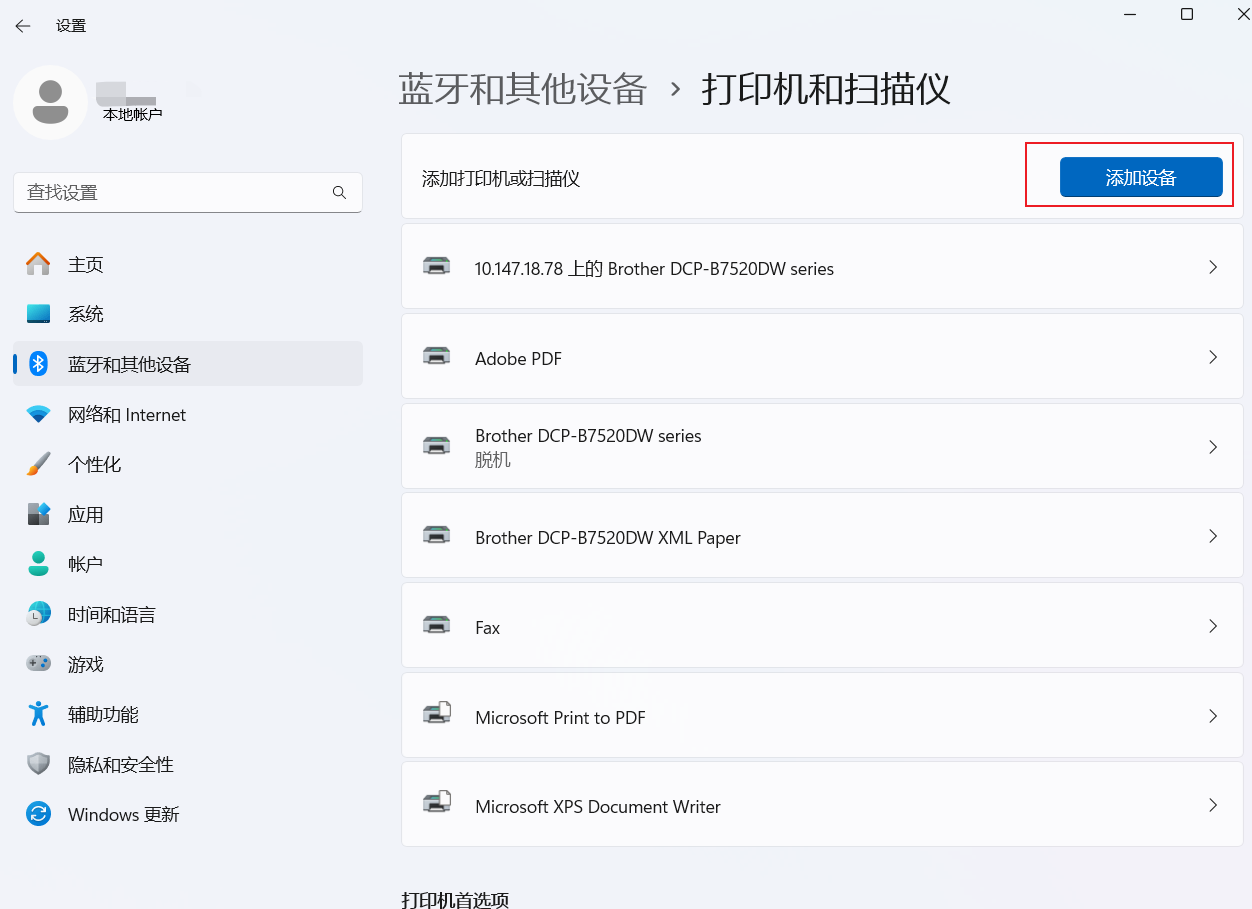 设置
本地帐户
查找设置
主页
系统
蓝牙和其他设备
网络和 Internet
个性化
应用
帐户
时间和语言
游戏
辅助功能
隐私和安全性
Windows 更新
蓝牙和其他设备 › 打印机和扫描仪
添加打印机或扫描仪
添加设备
10.147.18.78 上的 Brother DCP-B7520DW series
Adobe PDF
Brother DCP-B7520DW series
脱机
Brother DCP-B7520DW XML Paper
Fax
Microsoft Print to PDF
Microsoft XPS Document Writer
打印机首选项